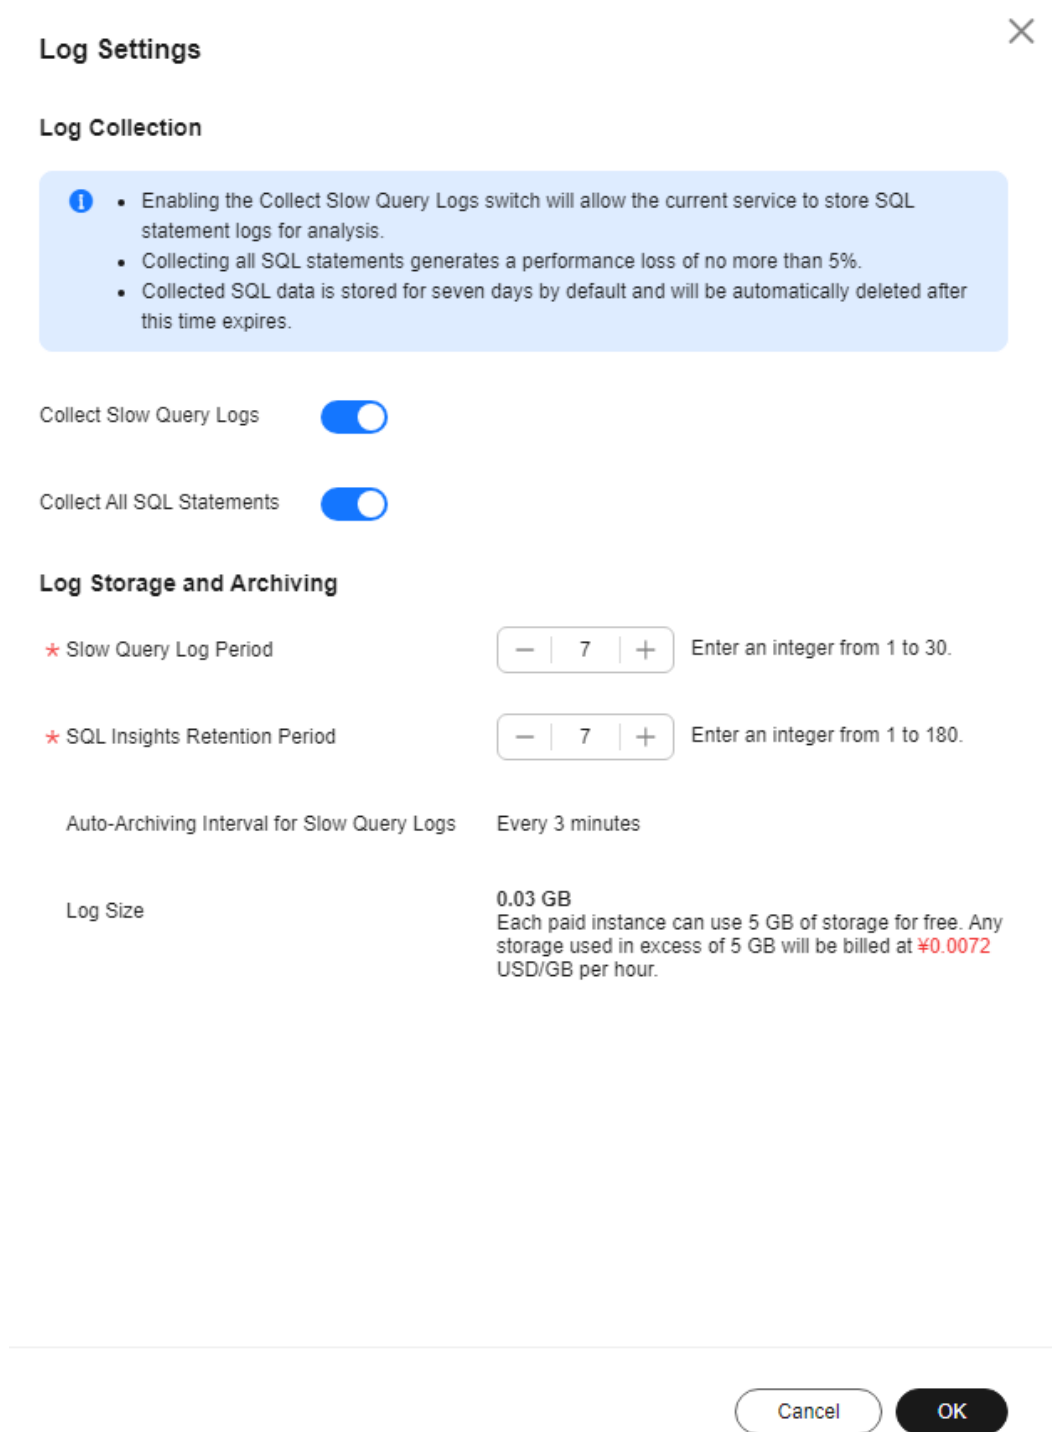 Log Settings
Log Collection
• Enabling the Collect Slow Query Logs switch will allow the current service to store SQL
statement logs for analysis.
• Collecting all SQL statements generates a performance loss of no more than 5%.
• Collected SQL data is stored for seven days by default and will be automatically deleted after
this time expires.
Collect Slow Query Logs
Collect All SQL Statements
Log Storage and Archiving
* Slow Query Log Period − 7 + Enter an integer from 1 to 30.
* SQL Insights Retention Period − 7 + Enter an integer from 1 to 180.
Auto-Archiving Interval for Slow Query Logs Every 3 minutes
Log Size
0.03 GB
Each paid instance can use 5 GB of storage for free. Any
storage used in excess of 5 GB will be billed at ¥0.0072
USD/GB per hour.
Cancel OK